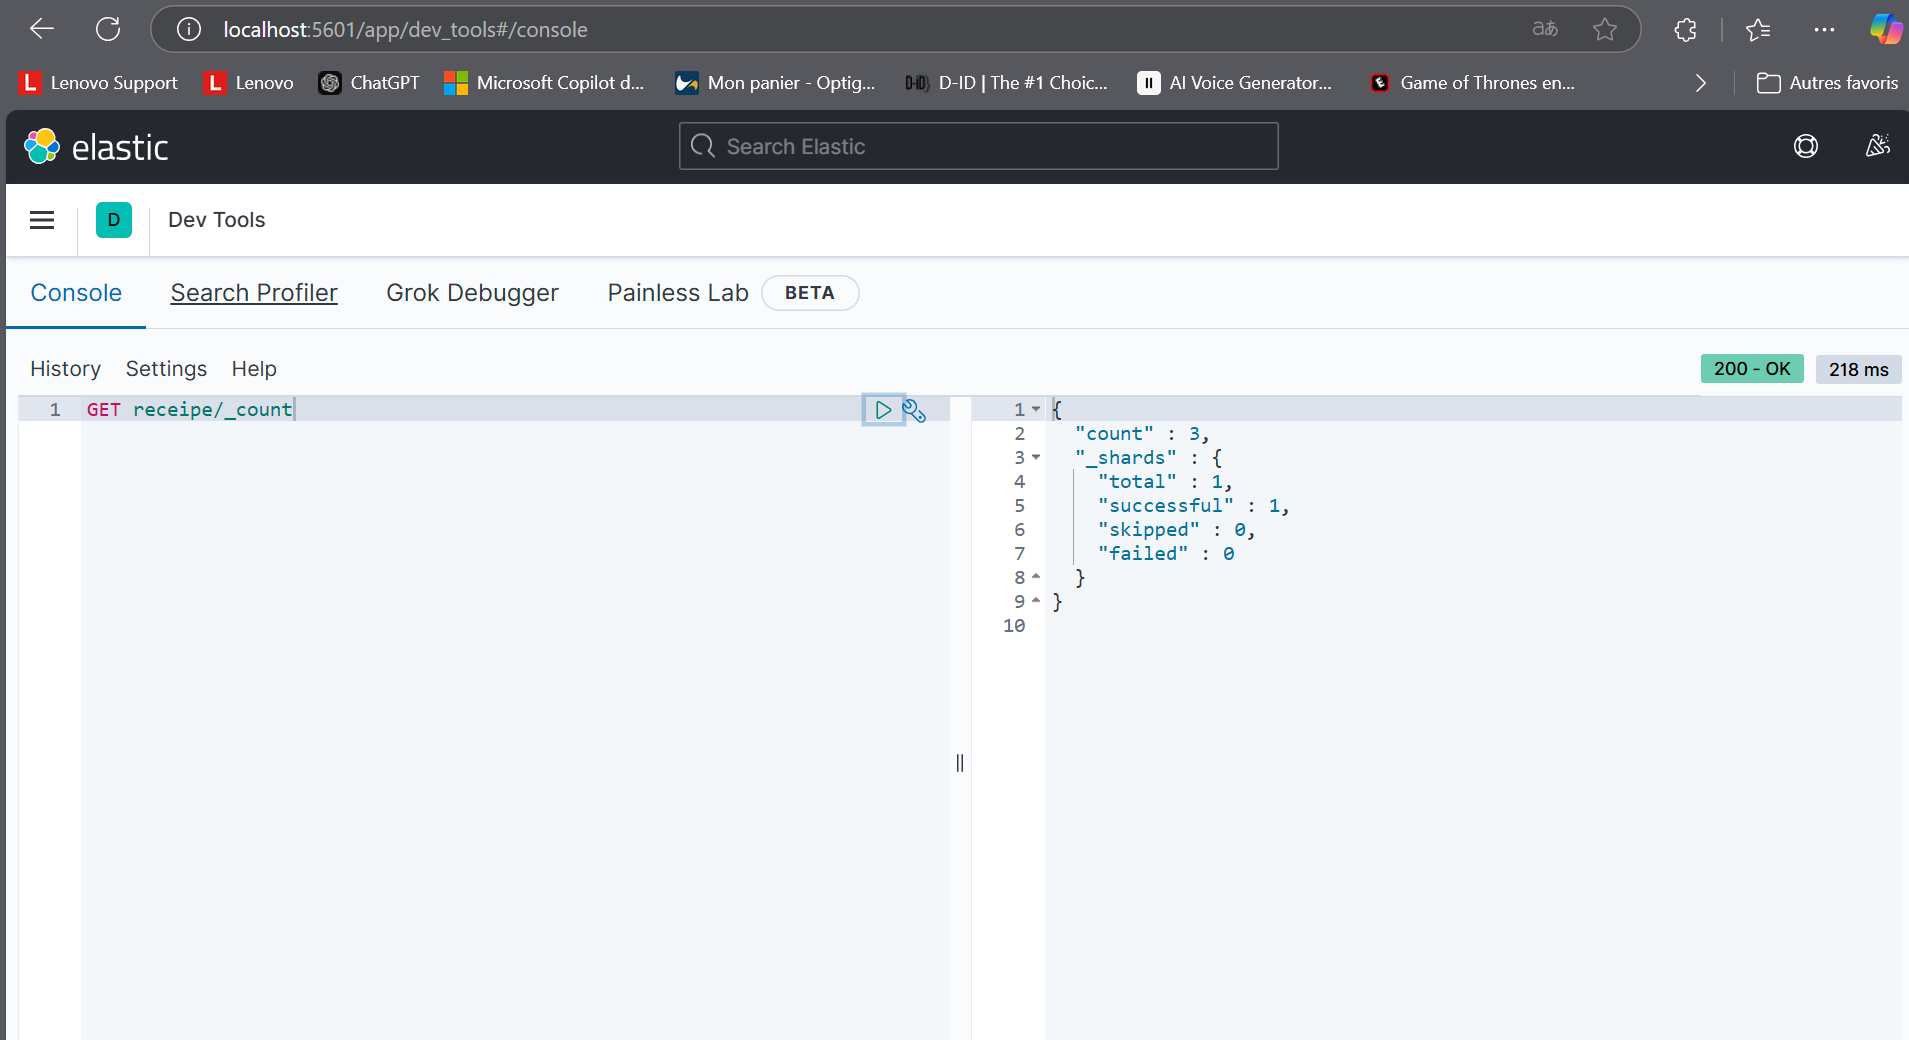 localhost:5601/app/dev_tools#/console
Lenovo Support Lenovo ChatGPT Microsoft Copilot d... Mon panier - Optig... D-ID | The #1 Choic... AI Voice Generator... Game of Thrones en... Autres favoris
elastic Search Elastic
D Dev Tools
Console Search Profiler Grok Debugger Painless Lab BETA
History Settings Help 200 - OK 218 ms
1 GET receipe/_count
1 {
2 "count" : 3,
3 "_shards" : {
4 "total" : 1,
5 "successful" : 1,
6 "skipped" : 0,
7 "failed" : 0
8 }
9 }
10